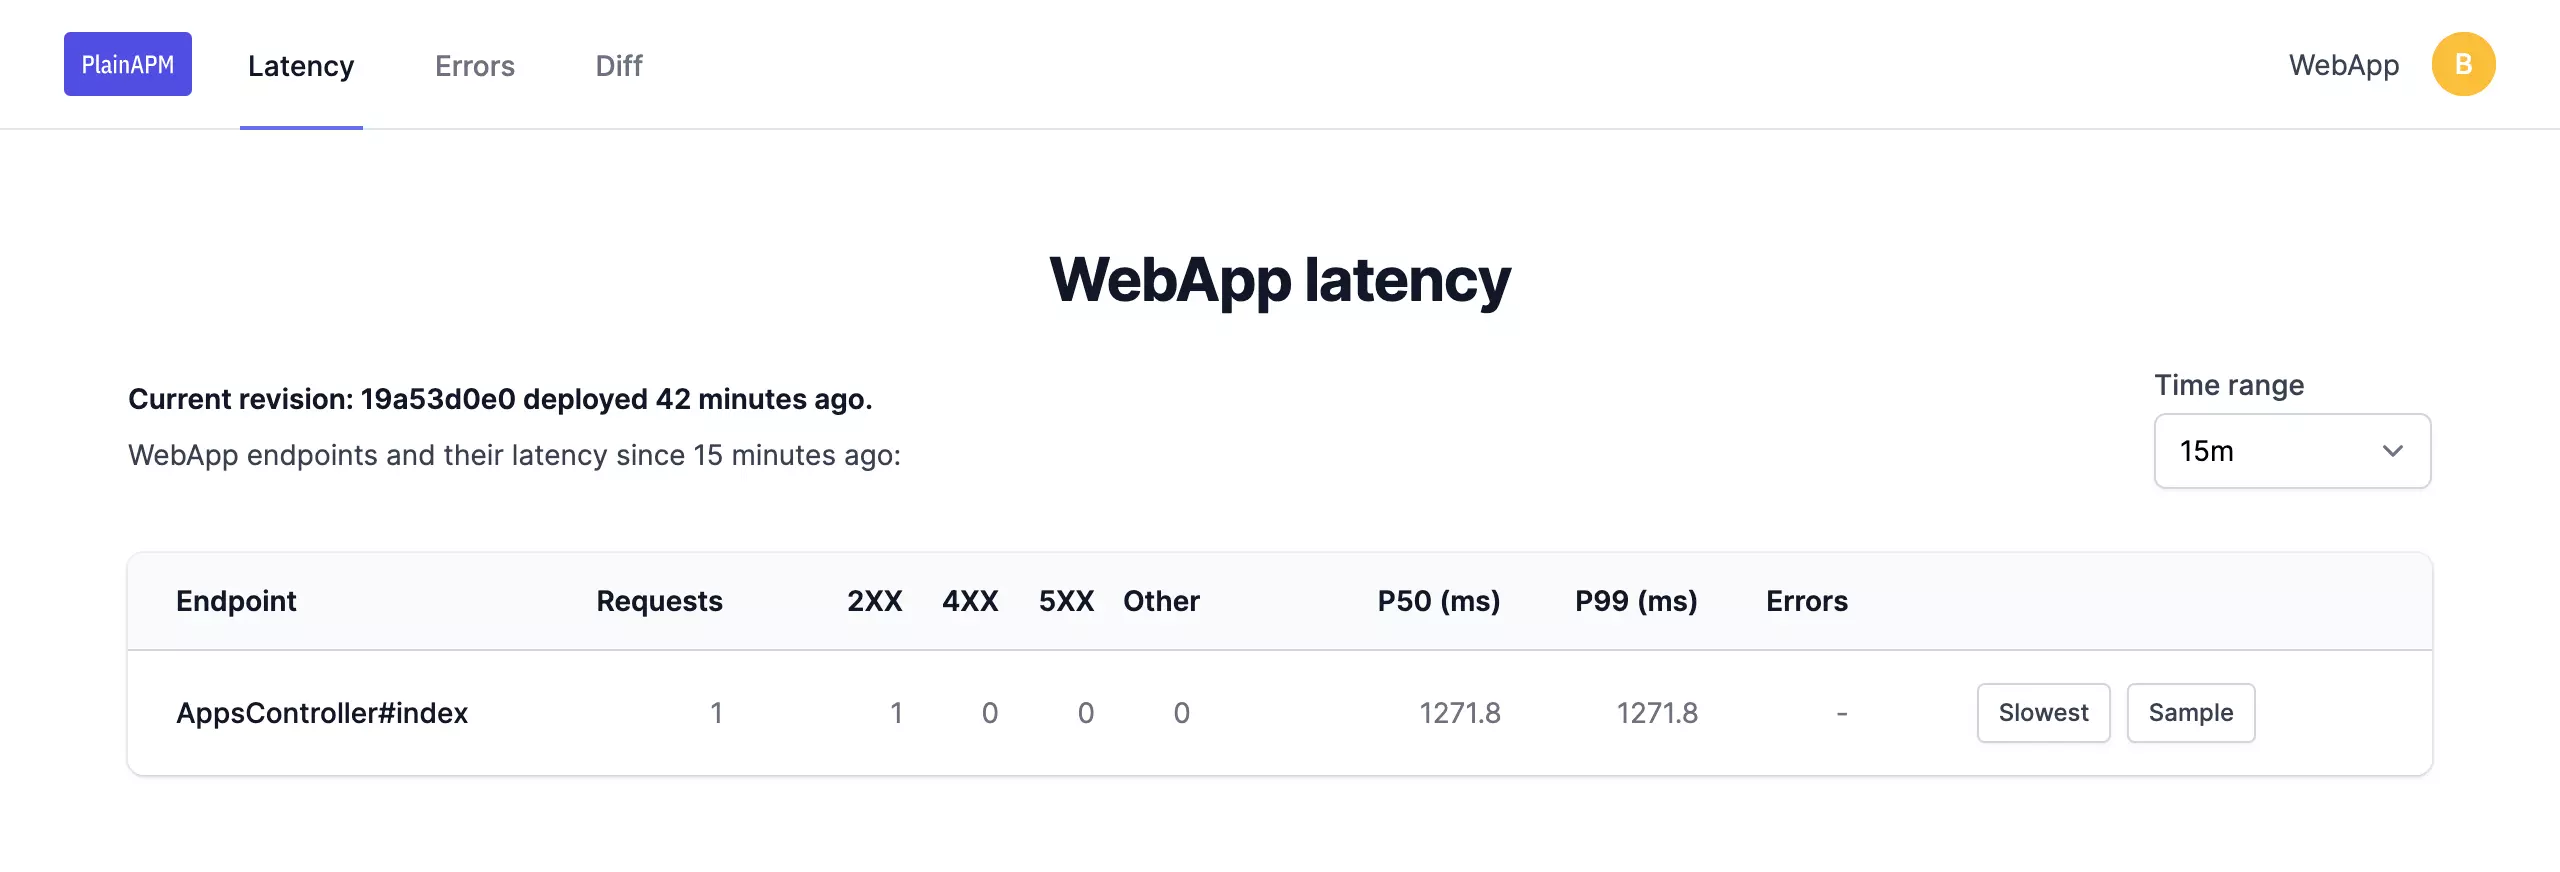 PlainAPM Latency Errors Diff WebApp B
WebApp latency
Current revision: 19a53d0e0 deployed 42 minutes ago.
WebApp endpoints and their latency since 15 minutes ago:
Time range
15m
Endpoint Requests 2XX 4XX 5XX Other P50 (ms) P99 (ms) Errors
AppsController#index 1 1 0 0 0 1271.8 1271.8 - Slowest Sample